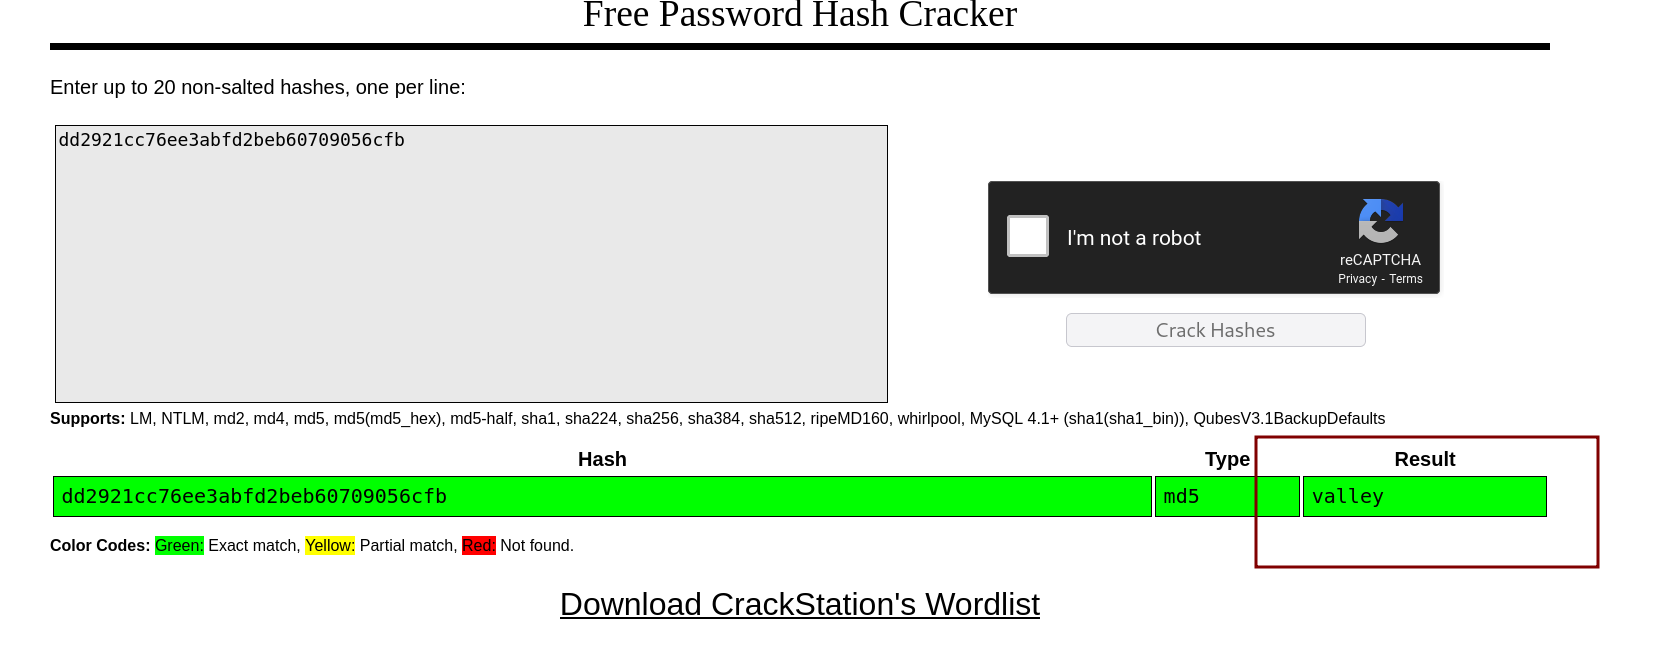 Free Password Hash Cracker
Enter up to 20 non-salted hashes, one per line:
dd2921cc76ee3abfd2beb60709056cfb
I'm not a robot
reCAPTCHA
Privacy - Terms
Crack Hashes
Supports: LM, NTLM, md2, md4, md5, md5(md5_hex), md5-half, sha1, sha224, sha256, sha384, sha512, ripeMD160, whirlpool, MySQL 4.1+ (sha1(sha1_bin)), QubesV3.1BackupDefaults
Hash Type Result
dd2921cc76ee3abfd2beb60709056cfb md5 valley
Color Codes: Green: Exact match, Yellow: Partial match, Red: Not found.
Download CrackStation's Wordlist